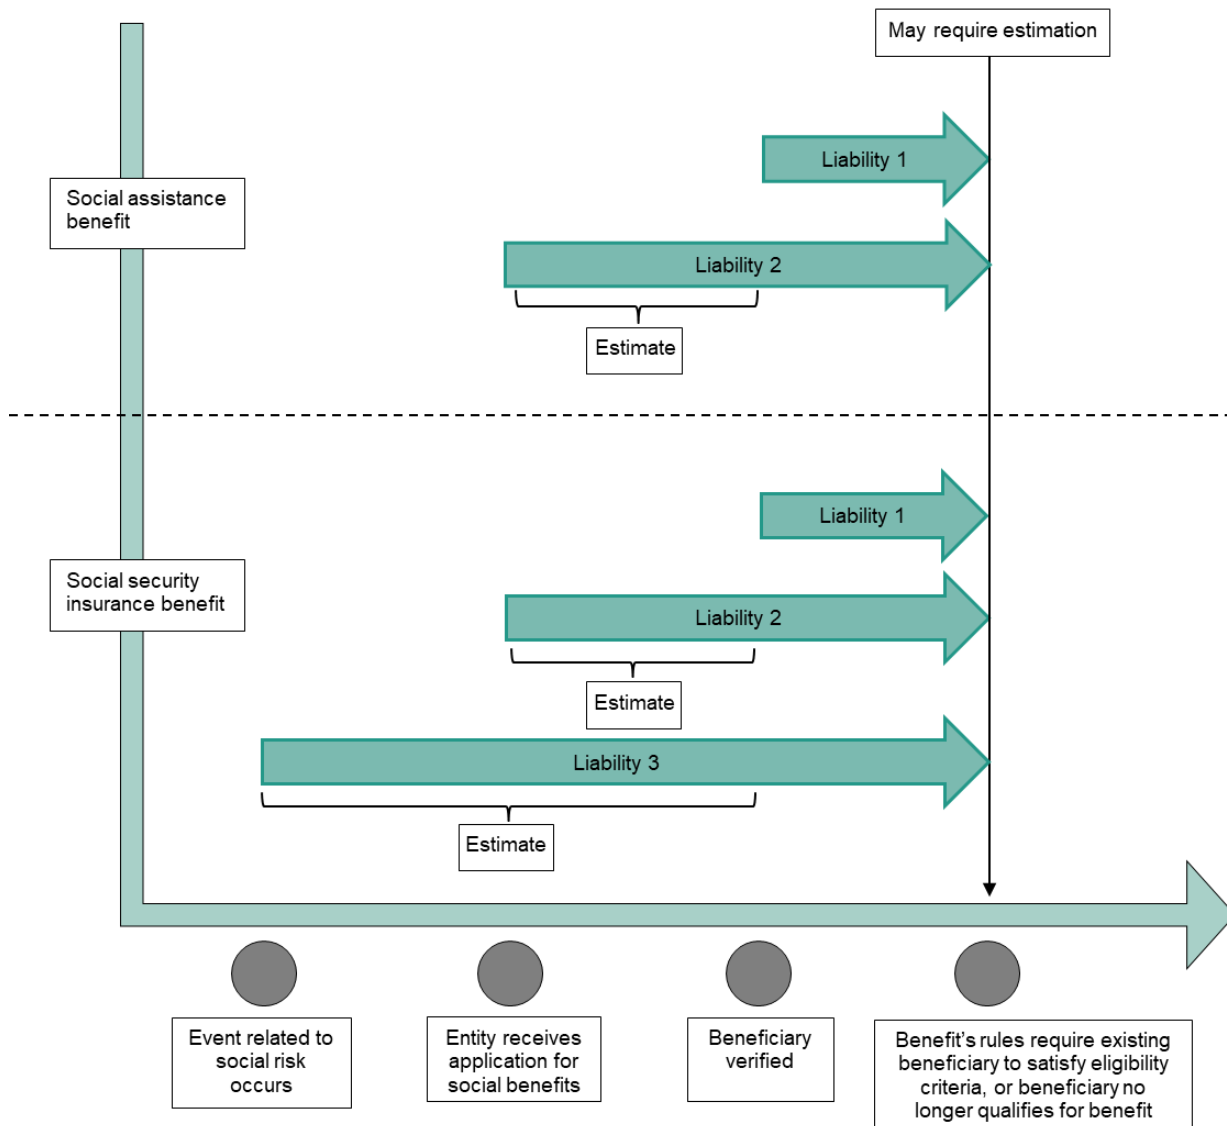 May require estimation
Liability 1
Social assistance
benefit
Liability 2
Estimate
Liability 1
Social security
insurance benefit
Liability 2
Estimate
Liability 3
Estimate
Event related to
social risk
occurs
Entity receives
application for
social benefits
Beneficiary
verified
Benefit’s rules require existing
beneficiary to satisfy eligibility
criteria, or beneficiary no
longer qualifies for benefit